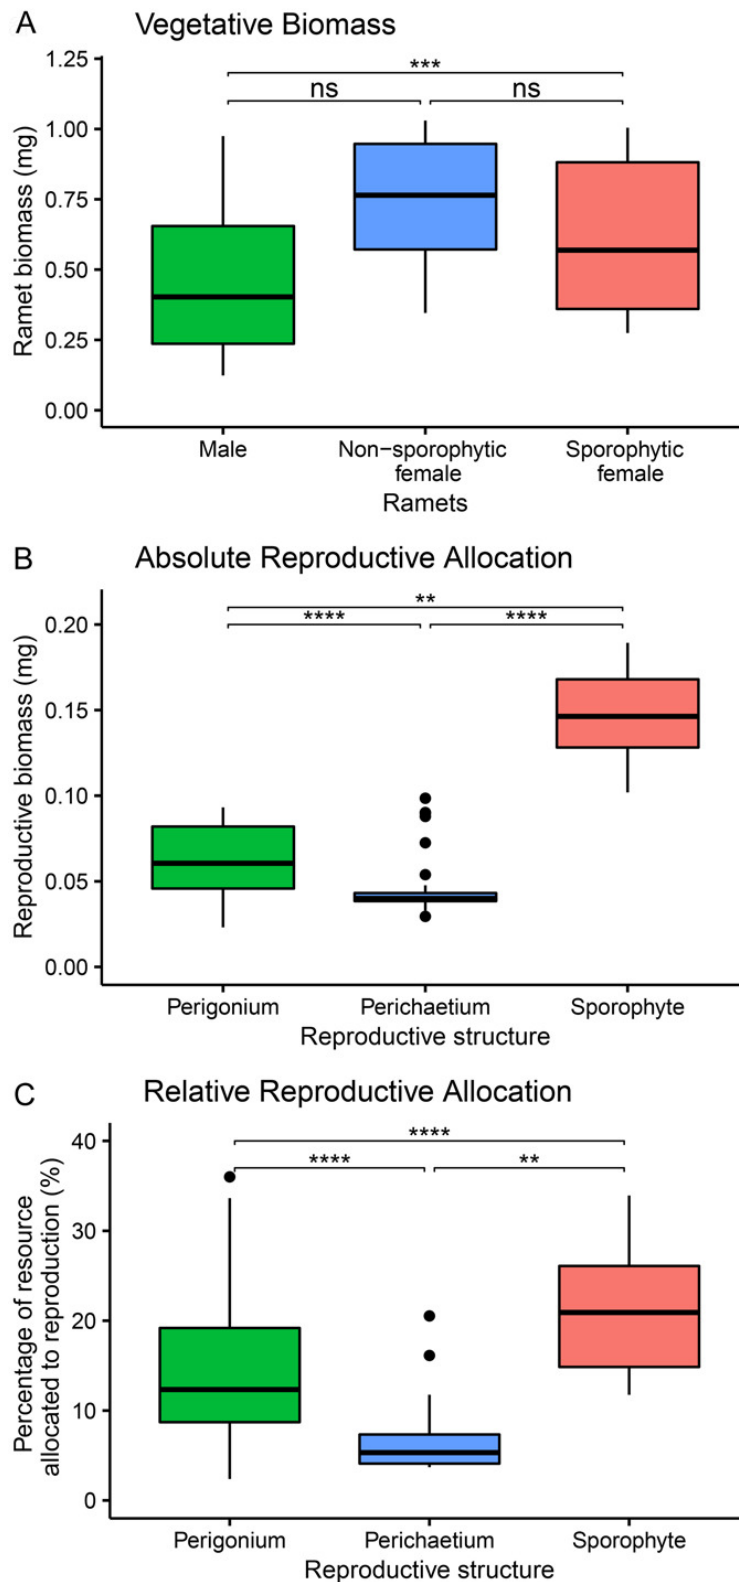 A Vegetative Biomass
1.25
1.00
0.75
0.50
0.25
0.00
Ramet biomass (mg)
***
ns ns
Male Non−sporophytic female Sporophytic female
Ramets
B Absolute Reproductive Allocation
0.20
0.15
0.10
0.05
0.00
Reproductive biomass (mg)
**
**** ****
Perigonium Perichaetium Sporophyte
Reproductive structure
C Relative Reproductive Allocation
40
30
20
10
0
Percentage of resource
allocated to reproduction (%)
****
**** **
Perigonium Perichaetium Sporophyte
Reproductive structure